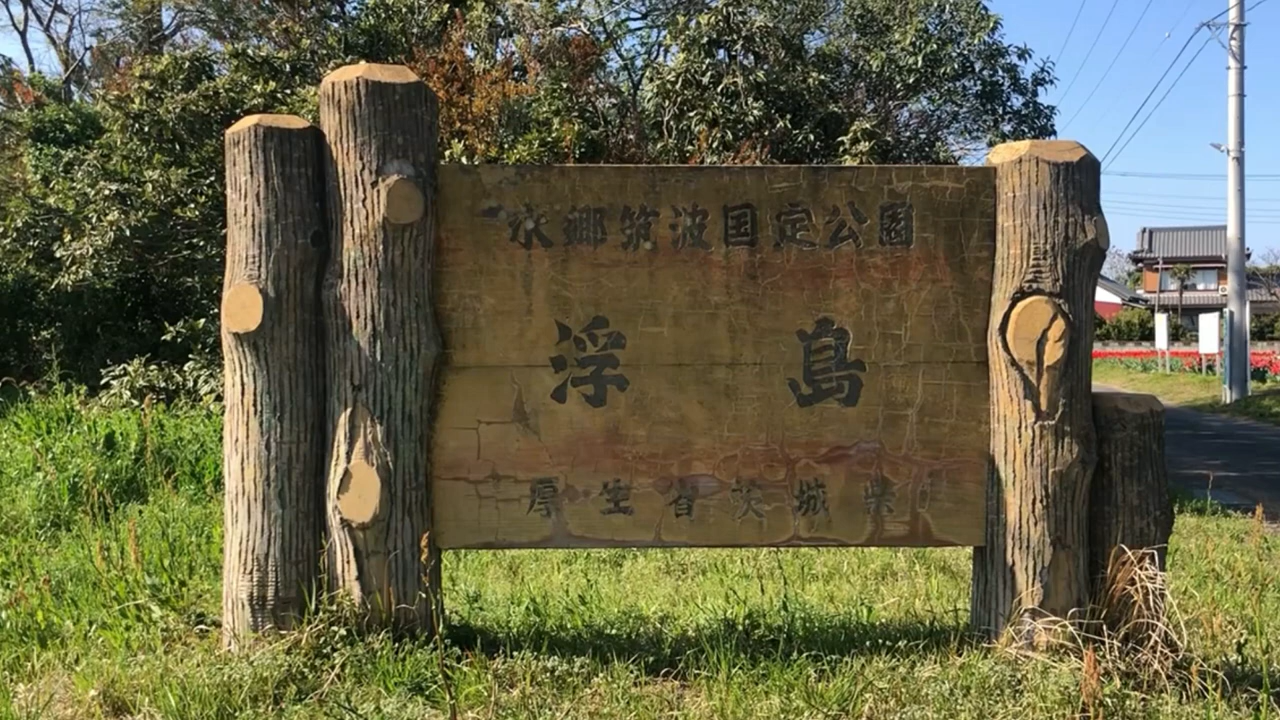 水郷筑波国定公園
浮島
厚生省茨城県